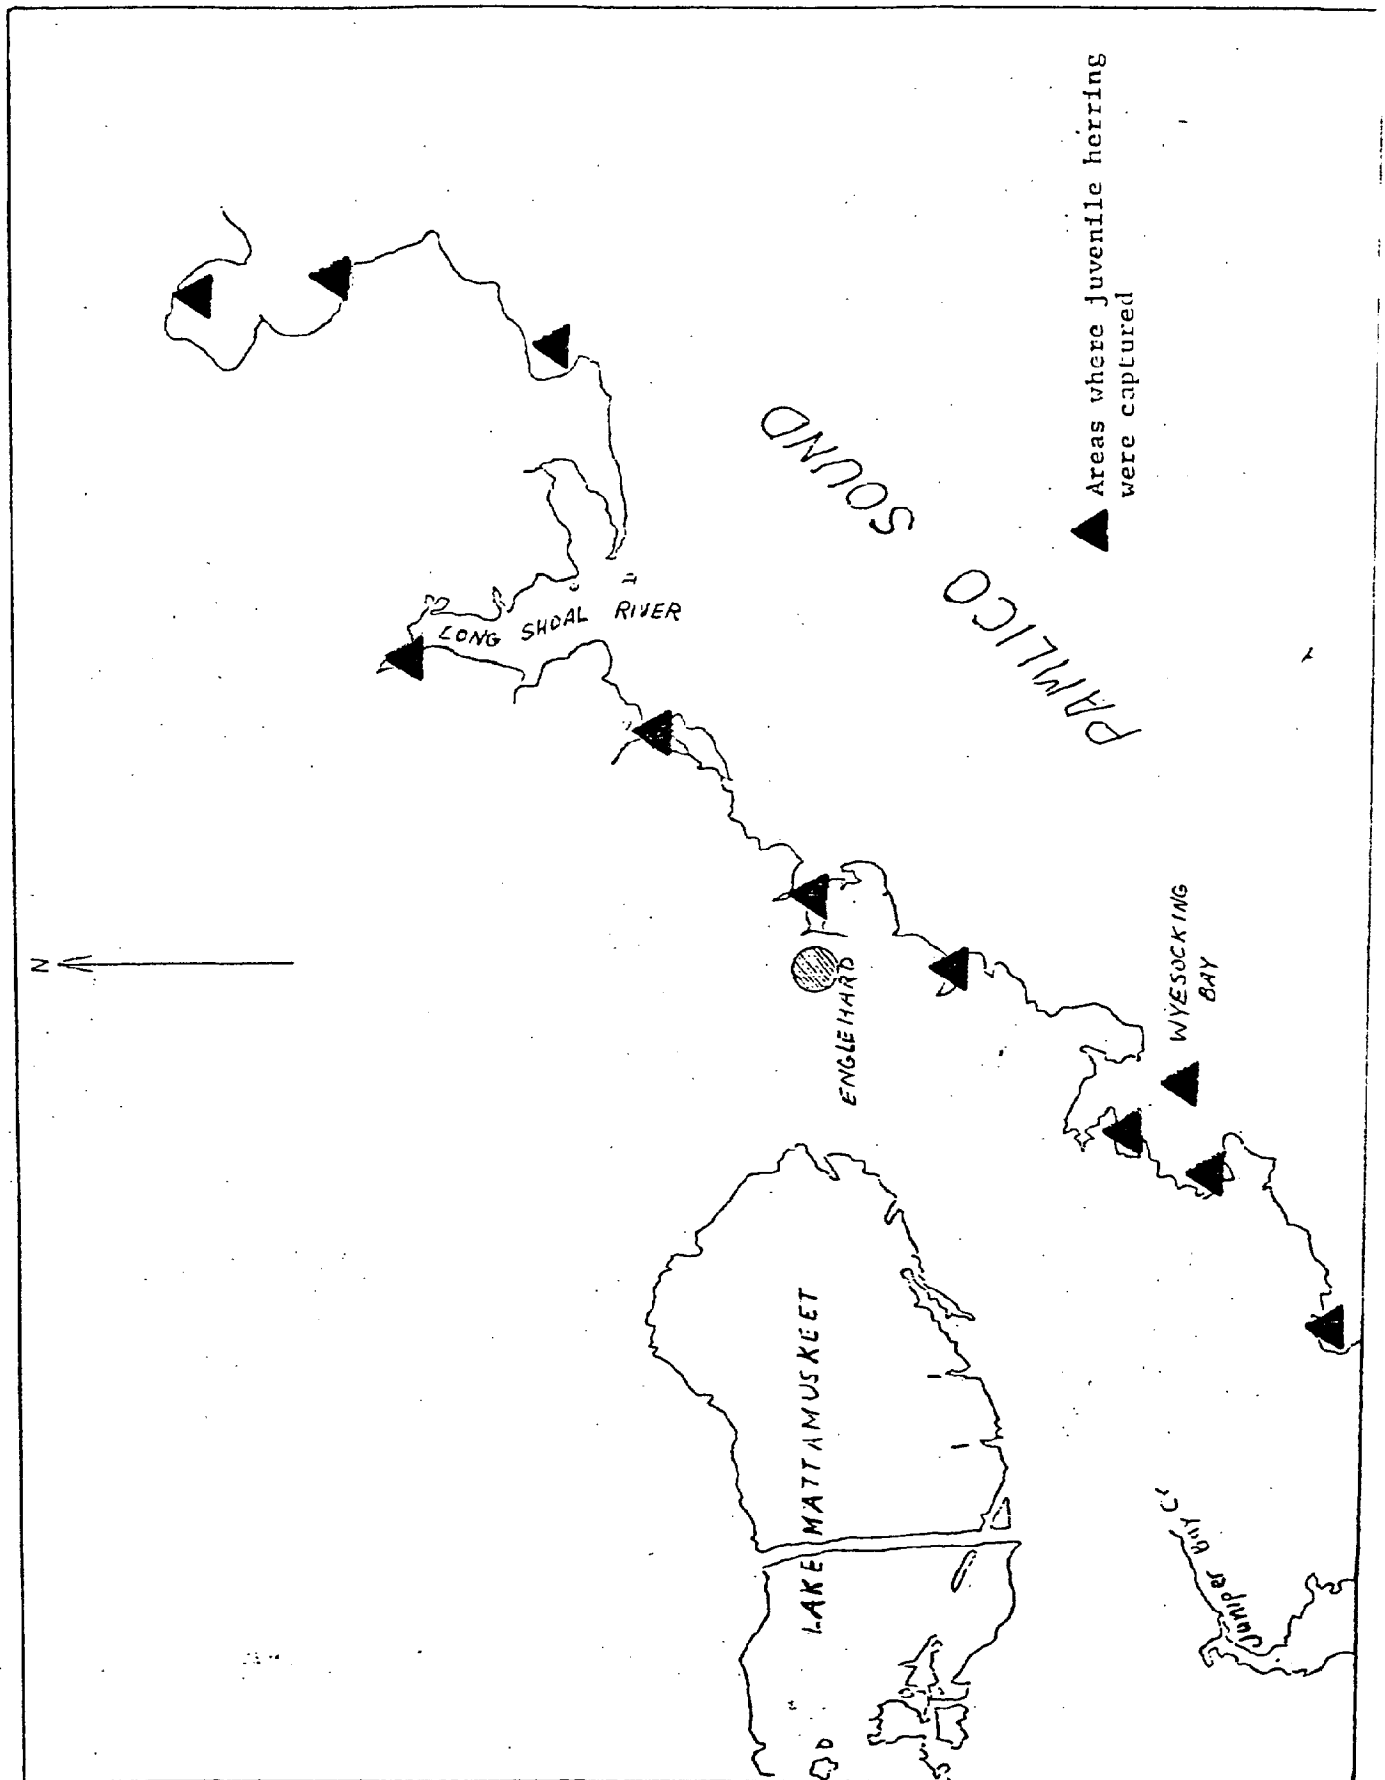 N
LONG SHOAL RIVER
PAMLICO SOUND
ENGLEHARD
WYESOCKING
BAY
LAKE MATTAMUSKEET
Juniper Bay
Areas where juvenile herring
were captured